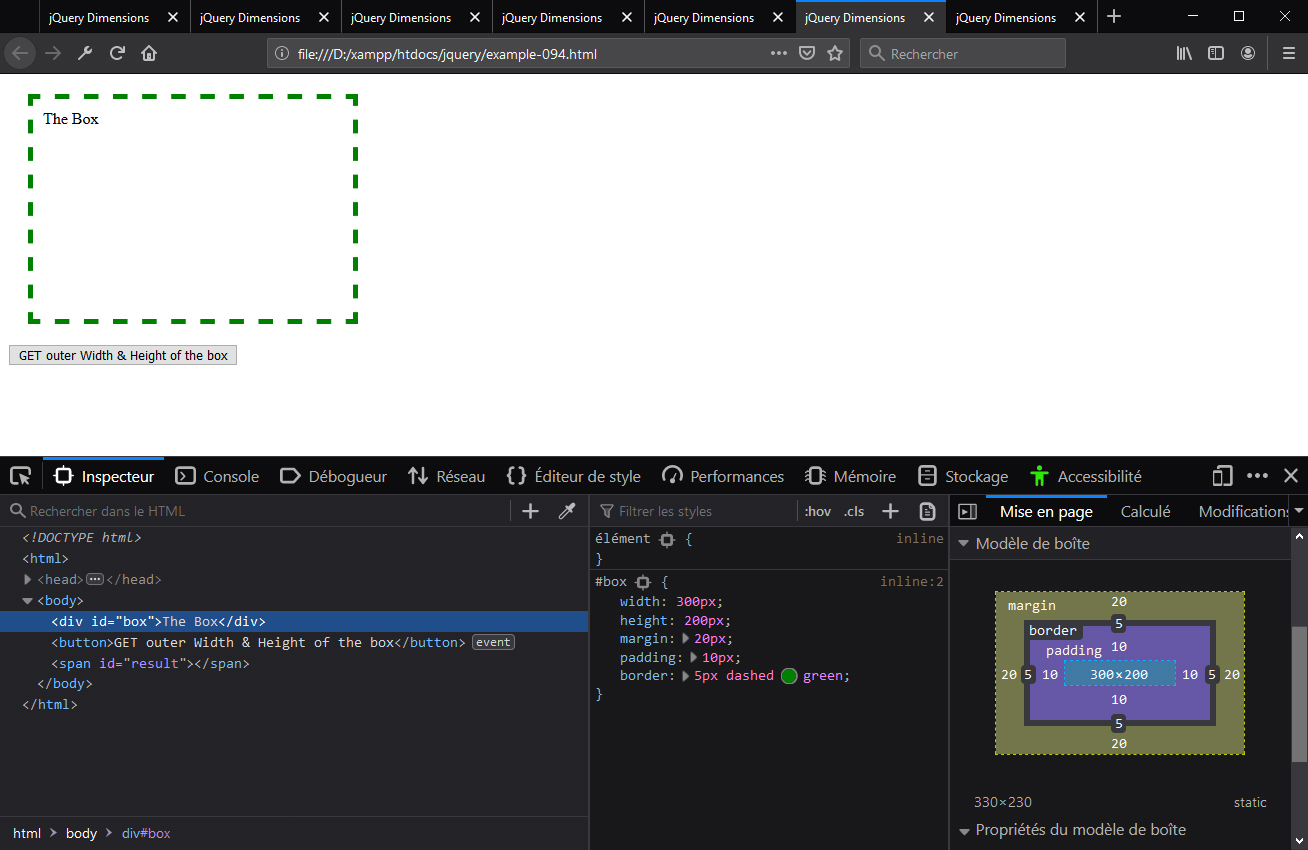 jQuery Dimensions jQuery Dimensions jQuery Dimensions jQuery Dimensions jQuery Dimensions jQuery Dimensions jQuery Dimensions
file:///D:/xampp/htdocs/jquery/example-094.html Rechercher
The Box
GET outer Width & Height of the box
Inspecteur Console Débogueur Réseau Éditeur de style Performances Mémoire Stockage Accessibilité
Rechercher dans le HTML
<!DOCTYPE html>
<html>
<head>···</head>
<body>
<div id="box">The Box</div>
<button>GET outer Width & Height of the box</button> event
<span id="result"></span>
</body>
</html>
html > body > div#box
Filtrer les styles :hov .cls
élément { inline
}
#box { inline:2
width: 300px;
height: 200px;
margin: 20px;
padding: 10px;
border: 5px dashed green;
}
Mise en page Calculé Modifications
Modèle de boîte
margin 20
border 5
padding 10
20 5 10 300×200 10 5 20
10
5
20
330×230 static
Propriétés du modèle de boîte